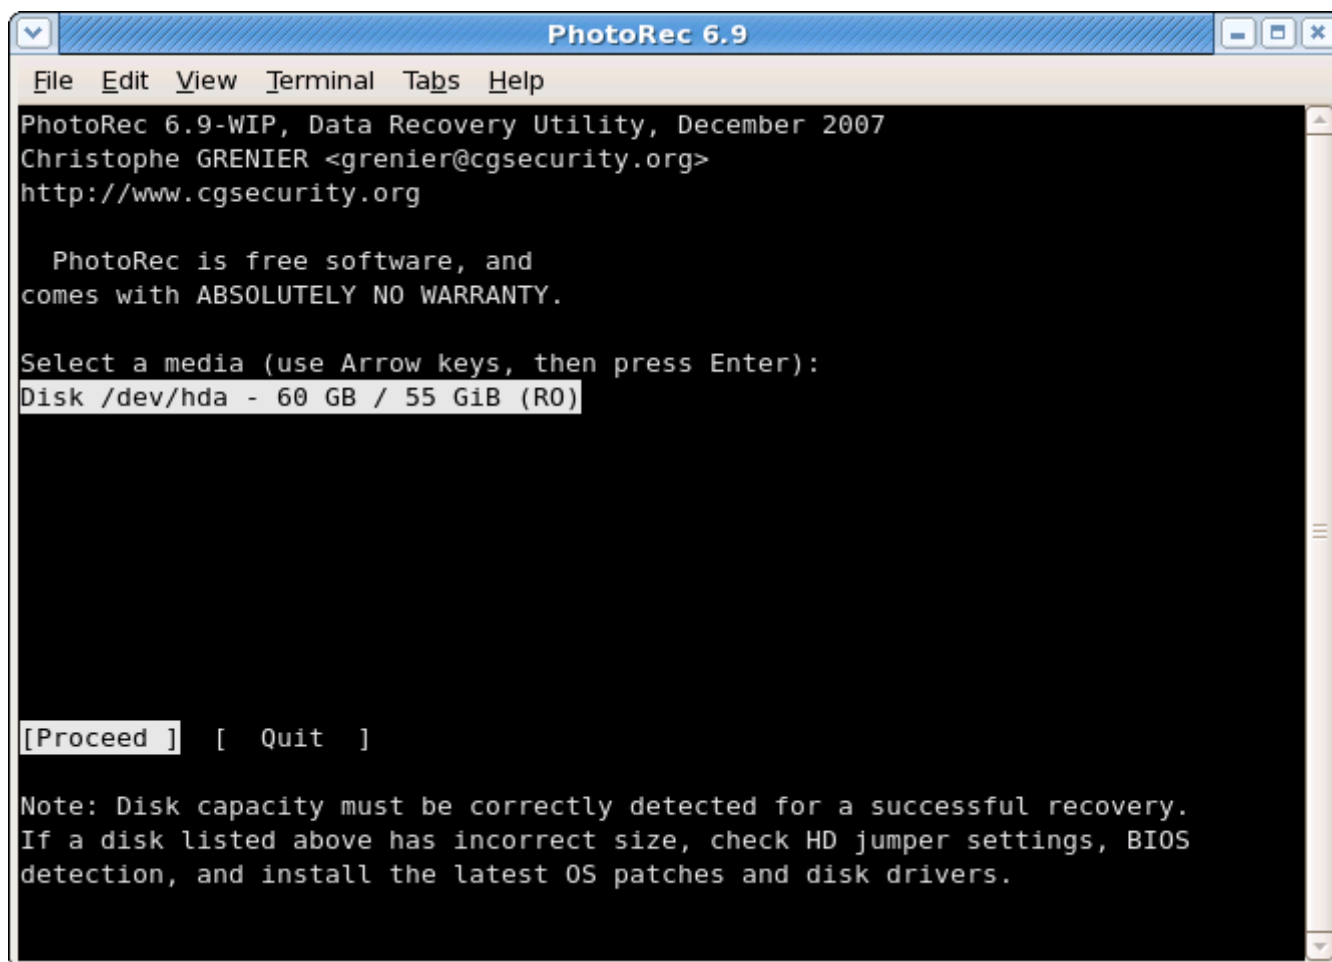 PhotoRec 6.9
File Edit View Terminal Tabs Help
PhotoRec 6.9-WIP, Data Recovery Utility, December 2007
Christophe GRENIER <grenier@cgsecurity.org>
http://www.cgsecurity.org
PhotoRec is free software, and
comes with ABSOLUTELY NO WARRANTY.
Select a media (use Arrow keys, then press Enter):
Disk /dev/hda - 60 GB / 55 GiB (RO)
[Proceed ] [ Quit ]
Note: Disk capacity must be correctly detected for a successful recovery.
If a disk listed above has incorrect size, check HD jumper settings, BIOS
detection, and install the latest OS patches and disk drivers.